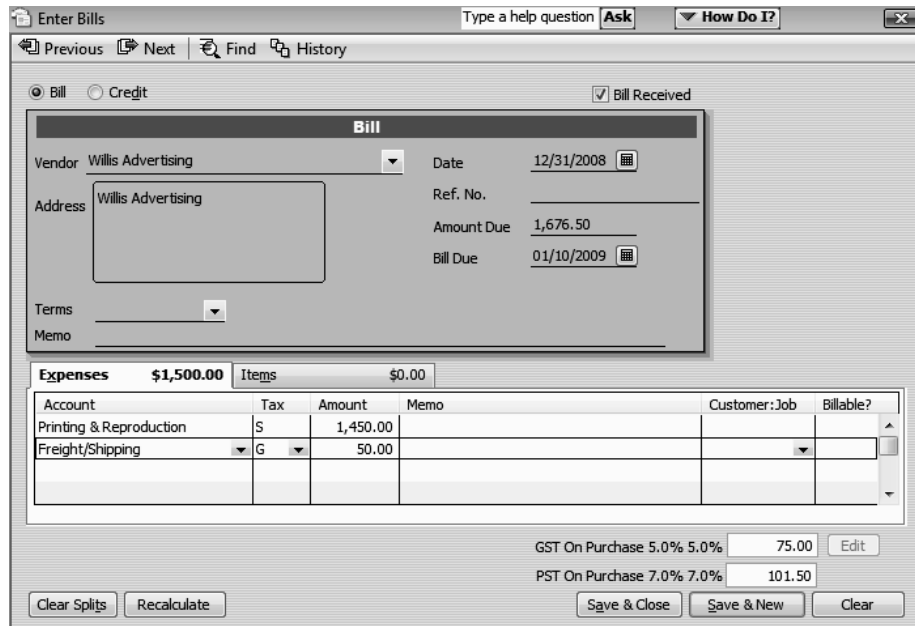 Enter Bills Type a help question Ask How Do I?
Previous Next Find History
Bill Credit Bill Received
Bill
Vendor Willis Advertising Date 12/31/2008
Address Willis Advertising Ref. No.
Amount Due 1,676.50
Bill Due 01/10/2009
Terms
Memo
Expenses $1,500.00 Items $0.00
Account Tax Amount Memo Customer:Job Billable?
Printing & Reproduction S 1,450.00
Freight/Shipping G 50.00
GST On Purchase 5.0% 5.0% 75.00 Edit
PST On Purchase 7.0% 7.0% 101.50
Clear Splits Recalculate Save & Close Save & New Clear